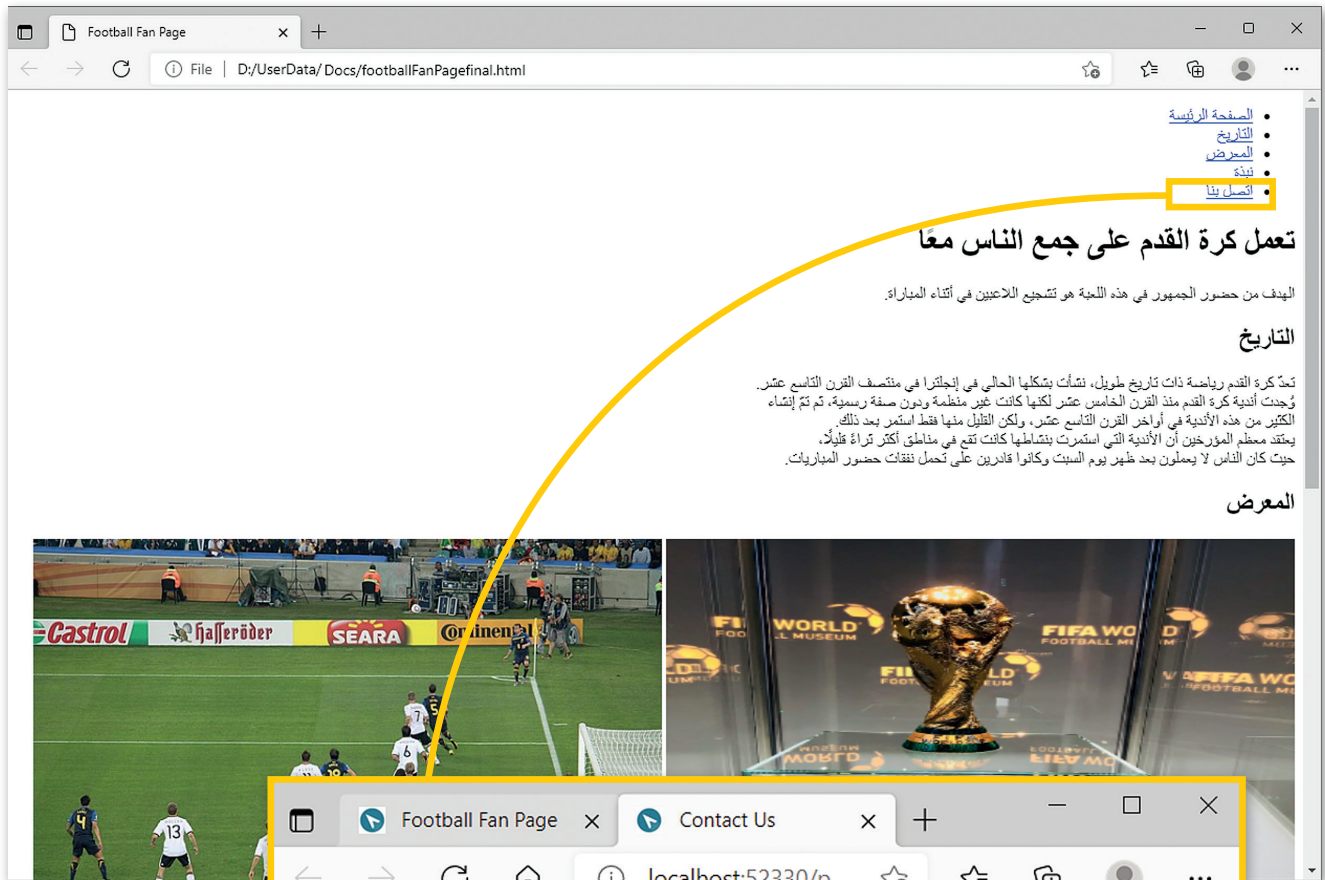 Football Fan Page
File | D:/UserData/Docs/footballFanPagefinal.html
الصفحة الرئيسة
التاريخ
المعرض
نبذة
اتصل بنا
تعمل كرة القدم على جمع الناس معًا
الهدف من حضور الجمهور في هذه اللعبة هو تشجيع اللاعبين في أثناء المباراة.
التاريخ
تعدّ كرة القدم رياضة ذات تاريخ طويل، نشأت بشكلها الحالي في إنجلترا في منتصف القرن التاسع عشر.
وُجدت أندية كرة القدم منذ القرن الخامس عشر لكنها كانت غير منظمة ودون صفة رسمية، ثم تمّ إنشاء
الكثير من هذه الأندية في أواخر القرن التاسع عشر، ولكن القليل منها فقط استمر بعد ذلك.
يعتقد معظم المؤرخين أن الأندية التي استمرت بنشاطها كانت تقع في مناطق أكثر ثراءً قليلًا،
حيث كان الناس لا يعملون بعد ظهر يوم السبت وكانوا قادرين على تحمل نفقات حضور المباريات.
المعرض
Castrol
Hasseröder
SEARA
FIFA WORLD
FOOTBALL MUSEUM
7
5
6
4
13
Football Fan Page
Contact Us
localhost:52330/p